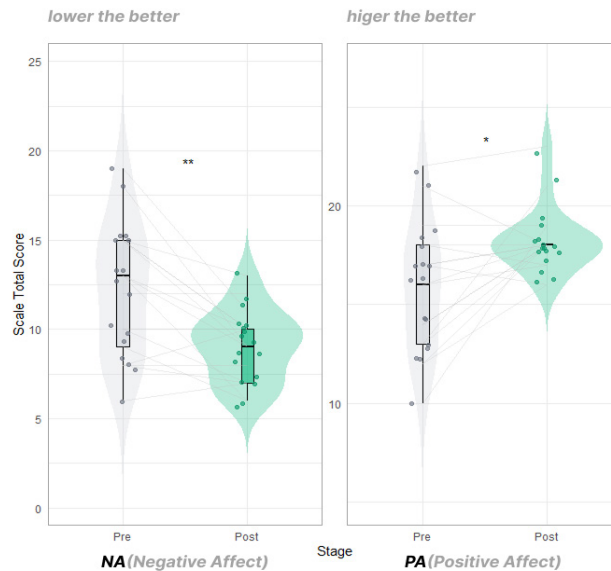 lower the better
higer the better
25
20
15
10
5
0
Scale Total Score
**
20
10
*
Pre
Post
Pre
Post
Stage
NA(Negative Affect)
PA(Positive Affect)